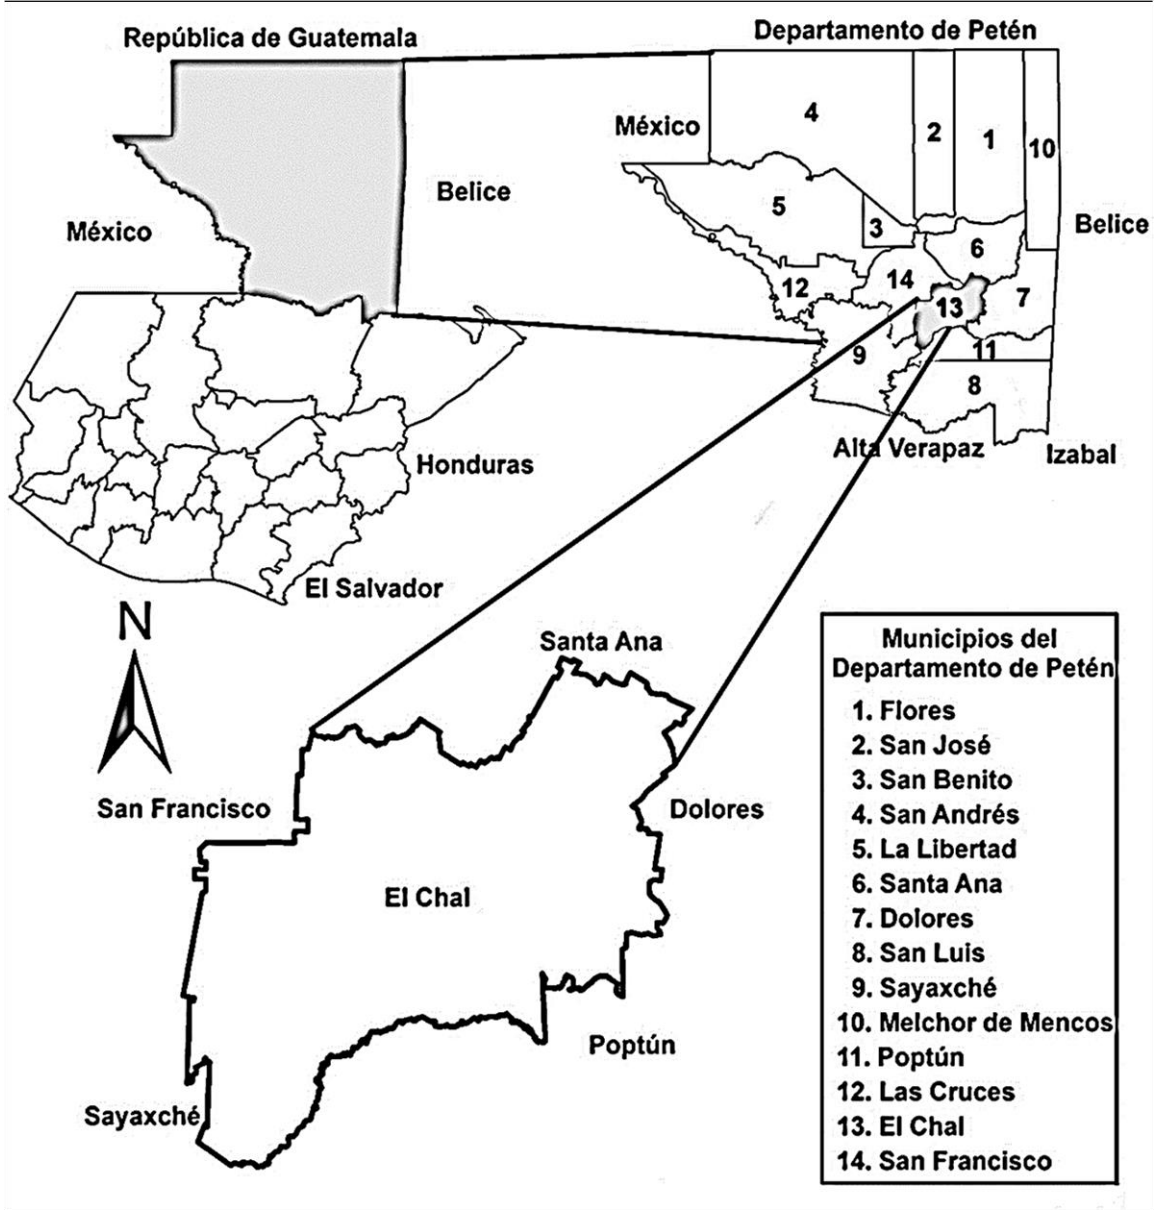 República de Guatemala
Departamento de Petén
México
4
2
1
10
Belice
México
5
3
6
Belice
12
14
13
7
9
11
8
Alta Verapaz
Izabal
Honduras
El Salvador
N
Santa Ana
San Francisco
Dolores
El Chal
Poptún
Sayaxché
Municipios del
Departamento de Petén
1. Flores
2. San José
3. San Benito
4. San Andrés
5. La Libertad
6. Santa Ana
7. Dolores
8. San Luis
9. Sayaxché
10. Melchor de Mencos
11. Poptún
12. Las Cruces
13. El Chal
14. San Francisco